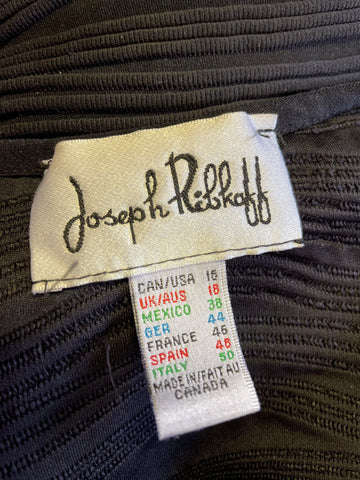 Joseph Ribkoff
CAN/USA 16
UK/AUS 18
MEXICO 38
GER 44
FRANCE 46
SPAIN 48
ITALY 50
MADE IN/FAIT AU
CANADA